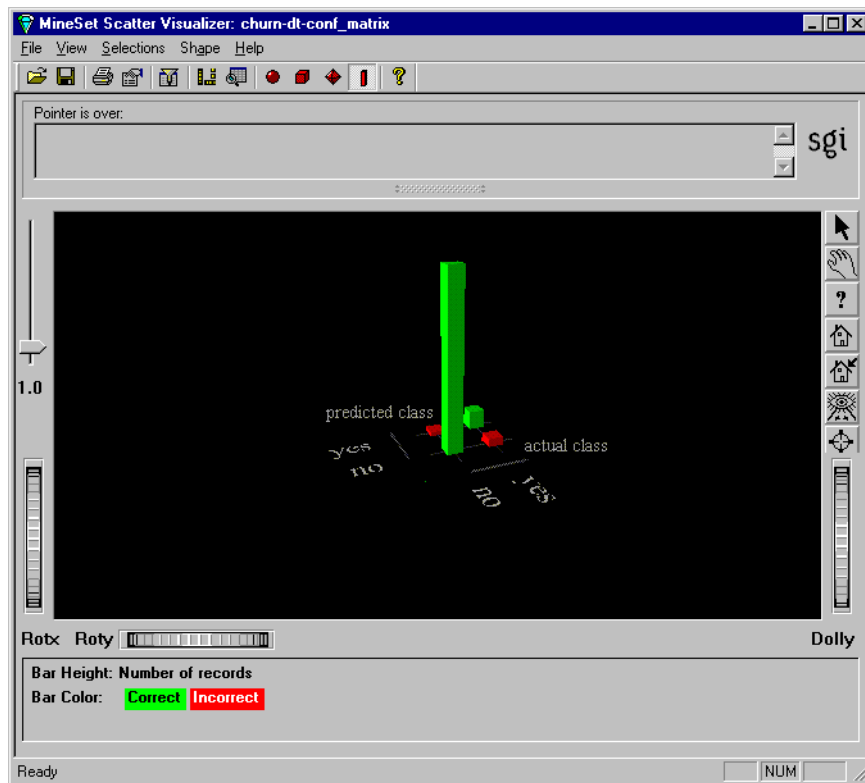 MineSet Scatter Visualizer: churn-dt-conf_matrix
File View Selections Shape Help
?
Pointer is over:
sgi
?
1.0
predicted class
yes
no
actual class
no
yes
Rotx Roty
Dolly
Bar Height: Number of records
Bar Color: Correct Incorrect
Ready
NUM